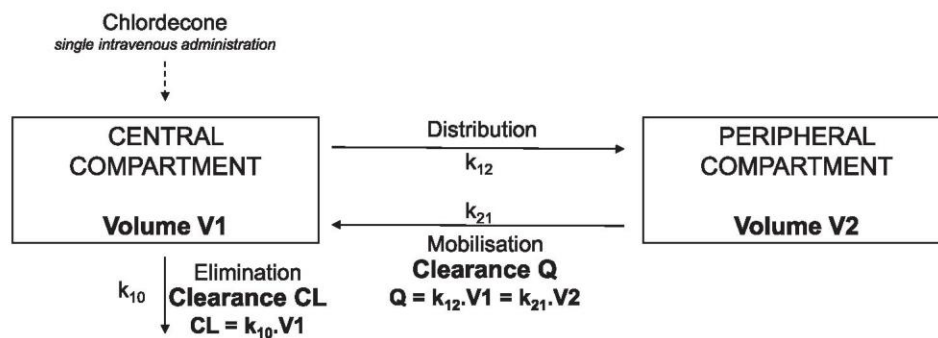 Chlordecone
single intravenous administration
CENTRAL
COMPARTMENT
Volume V1
Distribution
k12
k21
Mobilisation
Clearance Q
Q = k12.V1 = k21.V2
PERIPHERAL
COMPARTMENT
Volume V2
k10
Elimination
Clearance CL
CL = k10.V1